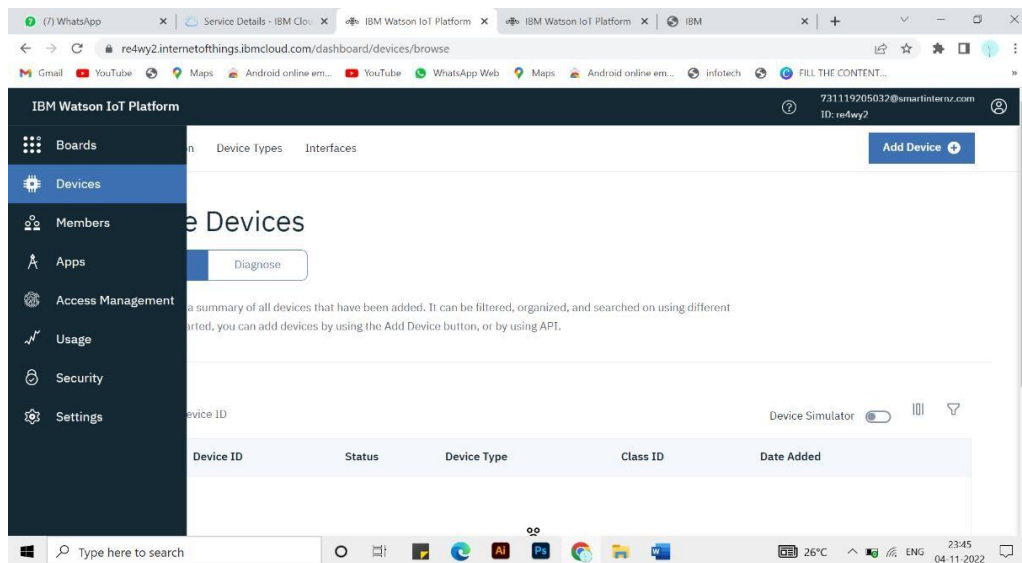 (7) WhatsApp
Service Details - IBM Clou
IBM Watson IoT Platform
IBM Watson IoT Platform
IBM
re4wy2.internetofthings.ibmcloud.com/dashboard/devices/browse
Gmail
YouTube
Maps
Android online em...
YouTube
WhatsApp Web
Maps
Android online em...
infotech
FILL THE CONTENT...
»
IBM Watson IoT Platform
731119205032@smartinternz.com
ID: re4wy2
Boards
Devices
Members
Apps
Access Management
Usage
Security
Settings
n
Device Types
Interfaces
Add Device
e Devices
Diagnose
a summary of all devices that have been added. It can be filtered, organized, and searched on using different
arted, you can add devices by using the Add Device button, or by using API.
evice ID
Device Simulator
Device ID
Status
Device Type
Class ID
Date Added
Type here to search
Ai
Ps
26°C
ENG
23:45
04-11-2022